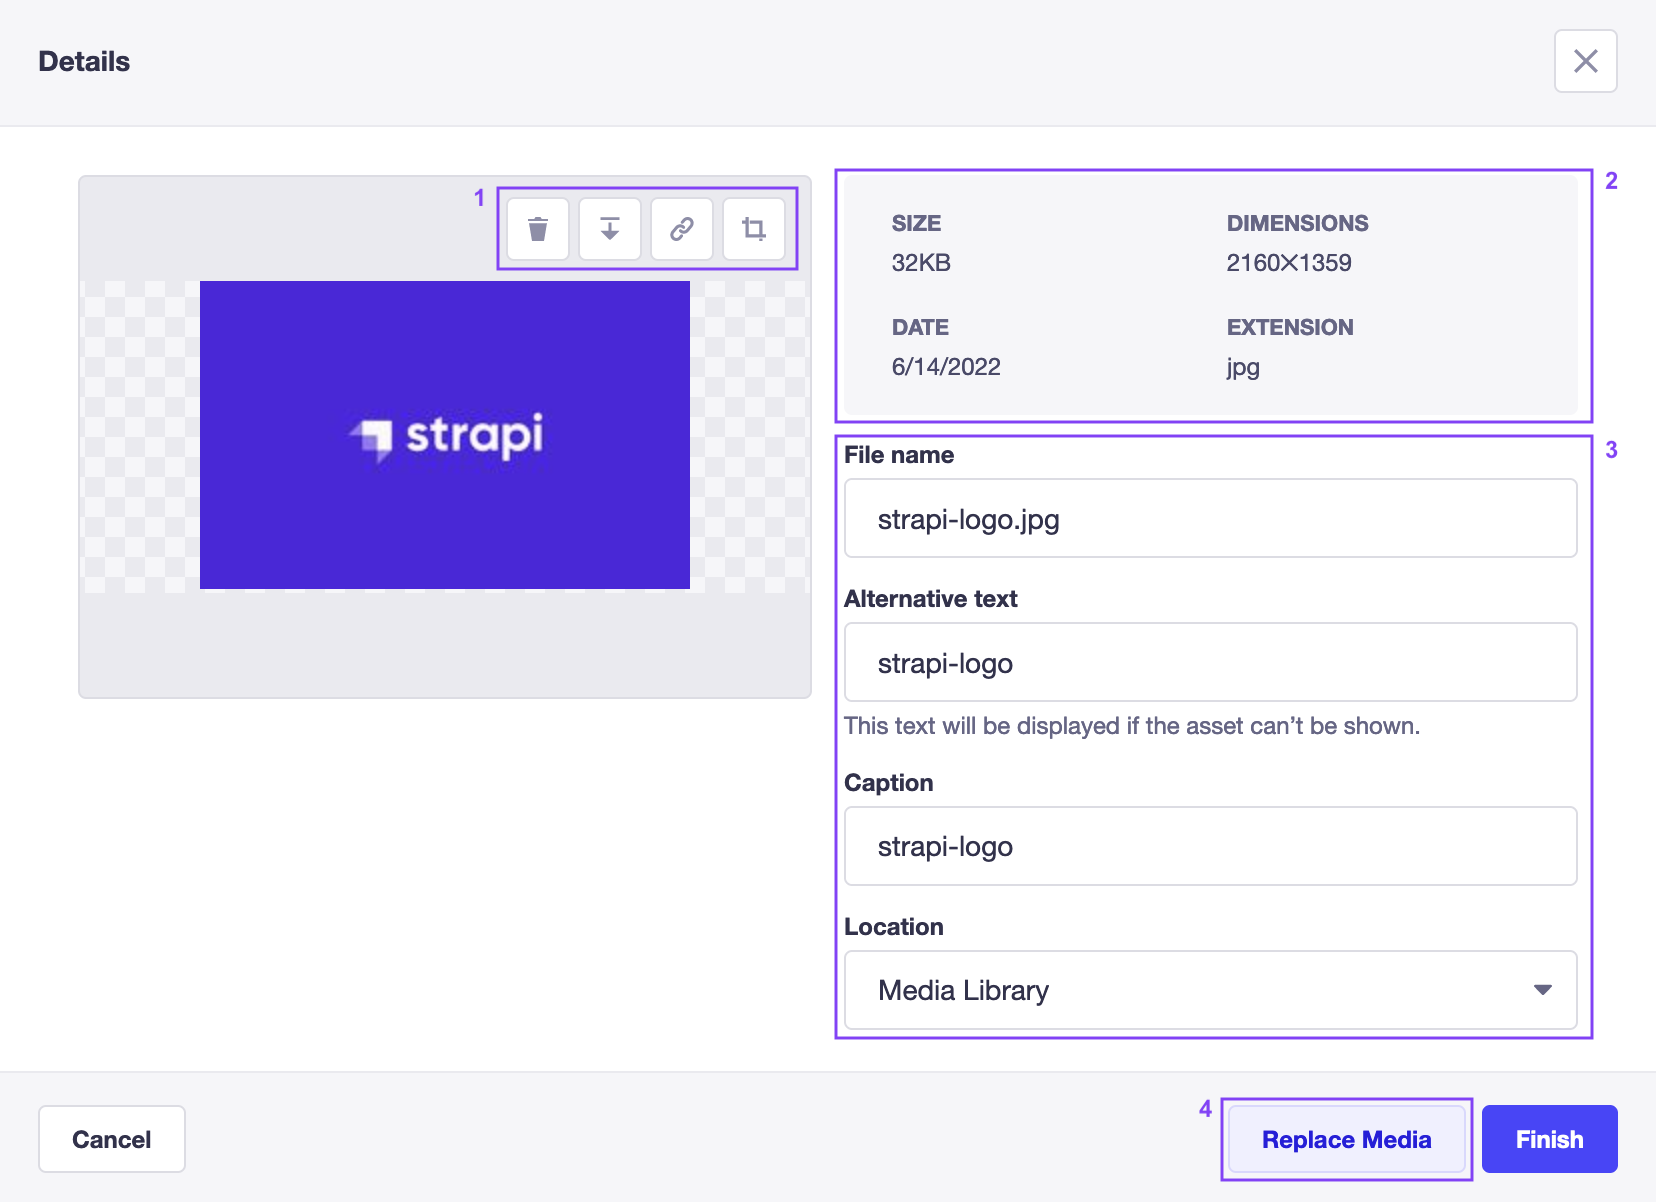 Details
1
2
SIZE
DIMENSIONS
32KB
2160✕1359
DATE
EXTENSION
6/14/2022
jpg
strapi
3
File name
strapi-logo.jpg
Alternative text
strapi-logo
This text will be displayed if the asset can’t be shown.
Caption
strapi-logo
Location
Media Library
Cancel
4
Replace Media
Finish